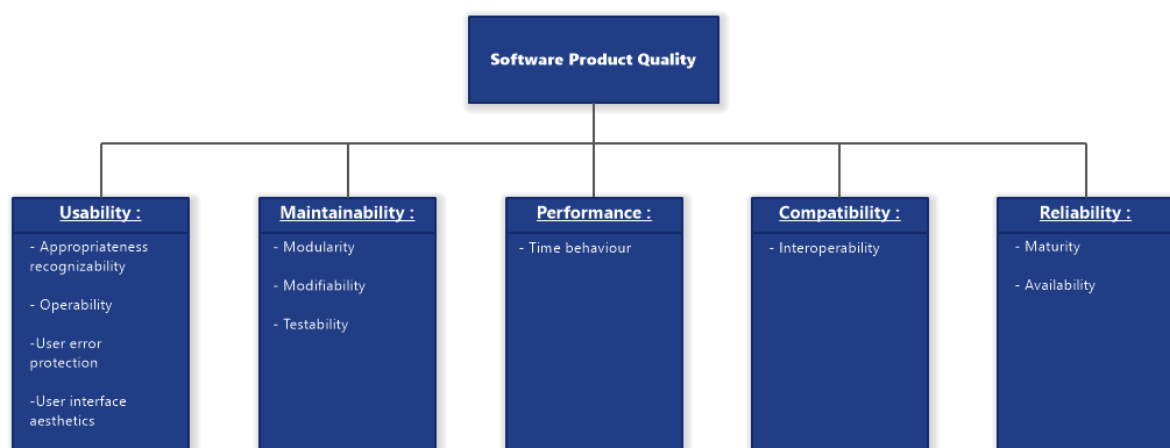 Software Product Quality
Usability :
- Appropriateness
recognizability
- Operability
-User error
protection
-User interface
aesthetics
Maintainability :
- Modularity
- Modifiability
- Testability
Performance :
- Time behaviour
Compatibility :
- Interoperability
Reliability :
- Maturity
- Availability